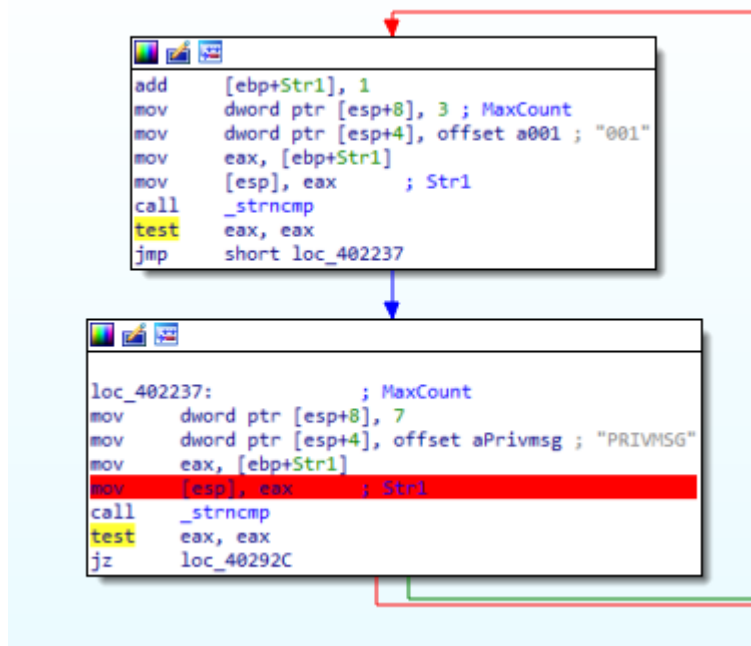 add [ebp+Str1], 1
mov dword ptr [esp+8], 3 ; MaxCount
mov dword ptr [esp+4], offset a001 ; "001"
mov eax, [ebp+Str1]
mov [esp], eax ; Str1
call _strncmp
test eax, eax
jmp short loc_402237
loc_402237: ; MaxCount
mov dword ptr [esp+8], 7
mov dword ptr [esp+4], offset aPrivmsg ; "PRIVMSG"
mov eax, [ebp+Str1]
mov [esp], eax ; Str1
call _strncmp
test eax, eax
jz loc_40292C